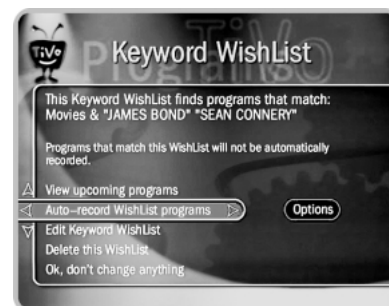 TiVo
Programs
Keyword WishList
This Keyword WishList finds programs that match:
Movies & "JAMES BOND" "SEAN CONNERY"
Programs that match this WishList will not be automatically
recorded.
View upcoming programs
Auto-record WishList programs
Options
Edit Keyword WishList
Delete this WishList
Ok, don't change anything